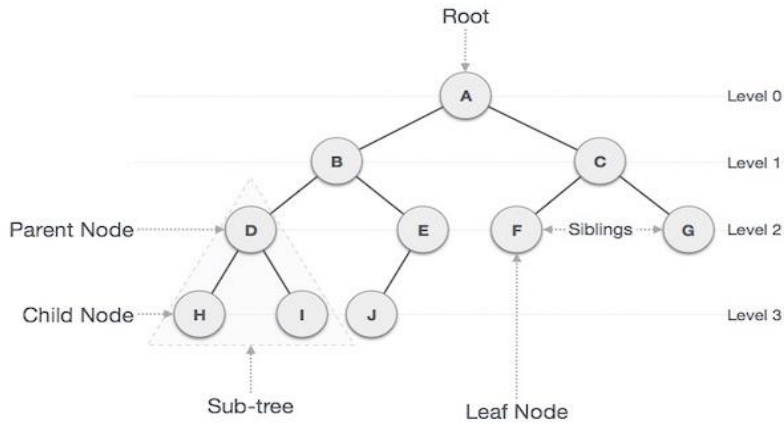 Root
A
Level 0
B
C
Level 1
Parent Node
D
E
F
Siblings
G
Level 2
Child Node
H
I
J
Level 3
Sub-tree
Leaf Node